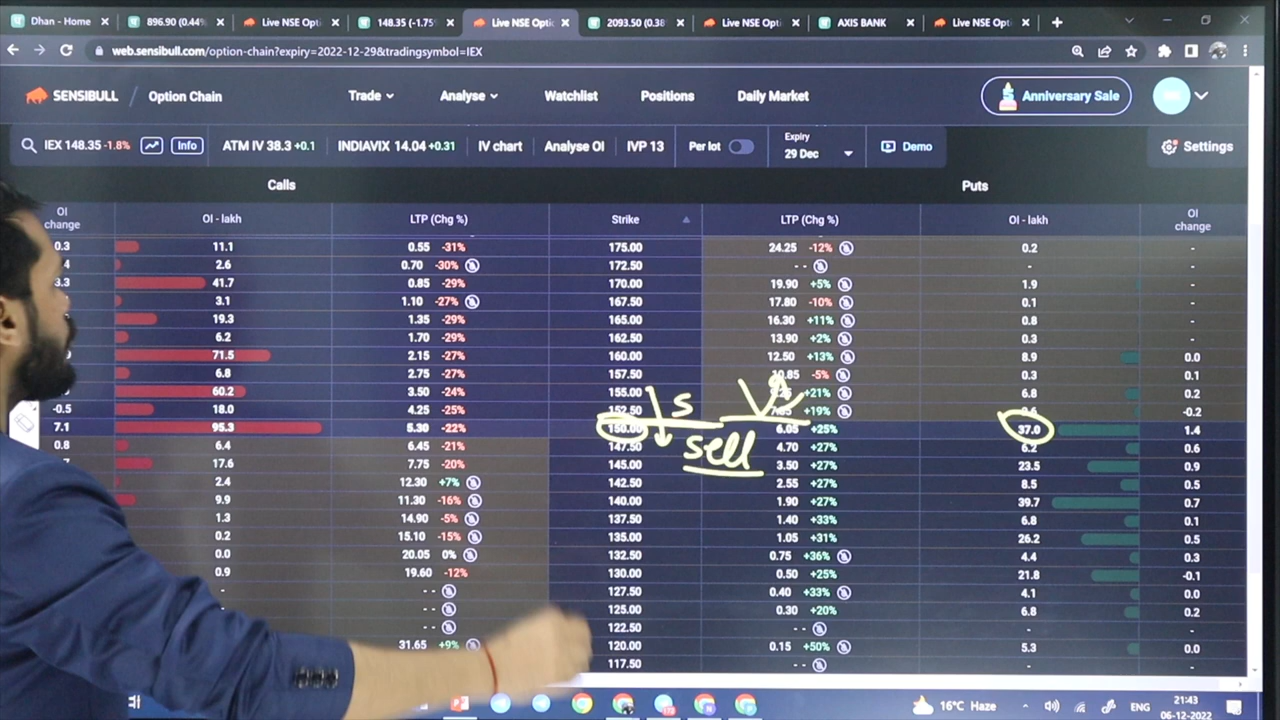 Dhan - Home
896.90 (0.44%
Live NSE Opti
148.35 (-1.75%
Live NSE Optic
2093.50 (0.38
Live NSE Opti
AXIS BANK
Live NSE Opti
web.sensibull.com/option-chain?expiry=2022-12-29&tradingsymbol=IEX
SENSIBULL / Option Chain Trade Analyse Watchlist Positions Daily Market Anniversary Sale
IEX 148.35 -1.8% Info ATM IV 38.3 +0.1 INDIAVIX 14.04 +0.31 IV chart Analyse OI IVP 13 Per lot Expiry
29 Dec Demo Settings
Calls Puts
OI change OI - lakh LTP (Chg %) Strike LTP (Chg %) OI - lakh OI change
0.3 11.1 0.55 -31% 175.00 24.25 -12% 0.2 -
4 2.6 0.70 -30% 172.50 - - - -
3.3 41.7 0.85 -29% 170.00 19.90 +5% 1.9 -
3.1 1.10 -27% 167.50 17.80 -10% 0.1 -
19.3 1.35 -29% 165.00 16.30 +11% 0.8 -
6.2 1.70 -29% 162.50 13.90 +2% 0.3 -
71.5 2.15 -27% 160.00 12.50 +13% 8.9 0.0
6.8 2.75 -27% 157.50 -5% 0.3 0.1
60.2 3.50 -24% 155.00 +21% 6.8 0.2
-0.5 18.0 4.25 -25% 152.50 +19% -0.2
S
7.1 95.3 5.30 -22% 150.00 6.05 +25% 37.0 1.4
0.8 6.4 6.45 -21% 147.50 4.70 +27% 6.2 0.6
sell
17.6 7.75 -20% 145.00 3.50 +27% 23.5 0.9
2.4 12.30 +7% 142.50 2.55 +27% 8.5 0.5
9.9 11.30 -16% 140.00 1.90 +27% 39.7 0.7
1.3 14.90 -5% 137.50 1.40 +33% 6.8 0.1
0.2 15.10 -15% 135.00 1.05 +31% 26.2 0.5
0.0 20.05 0% 132.50 0.75 +36% 4.4 0.3
0.9 19.60 -12% 130.00 0.50 +25% 21.8 -0.1
- - - 127.50 0.40 +33% 4.1 0.0
- - 125.00 0.30 +20% 6.8 0.2
- - 122.50 - - - -
31.65 +9% 120.00 0.15 +50% 5.3 0.0
117.50 - - - -
16°C Haze ENG 21:43
06-12-2022